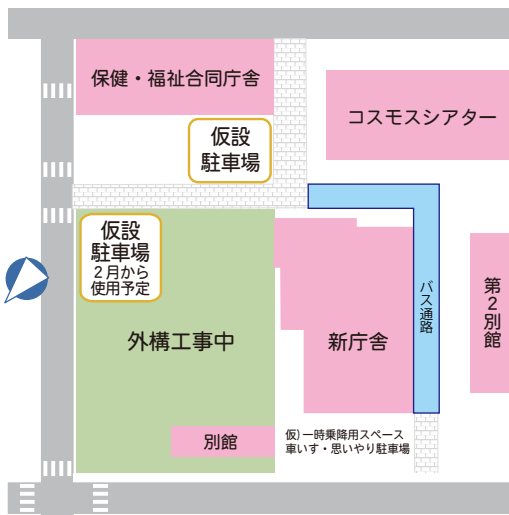 保健・福祉合同庁舎
コスモスシアター
仮設
駐車場
仮設
駐車場
2月から
使用予定
バス通路
第2別館
外構工事中
新庁舎
別館
仮)一時乗降用スペース
車いす・思いやり駐車場